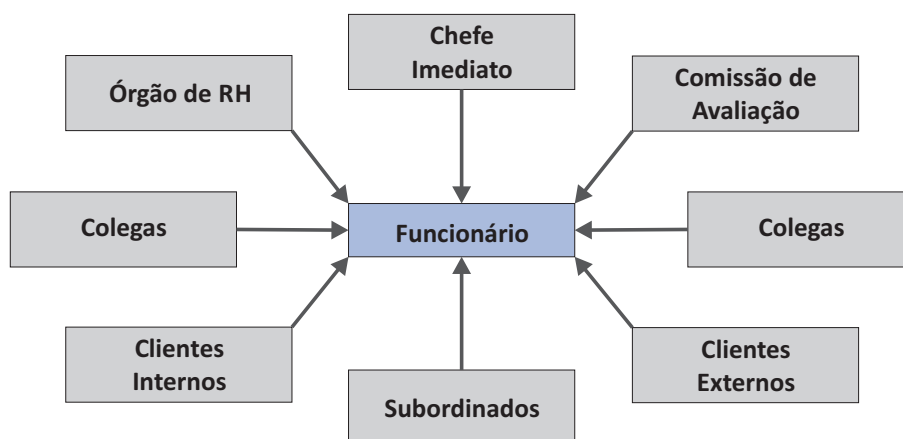 Chefe
Imediato
Órgão de RH
Comissão de
Avaliação
Colegas
Funcionário
Colegas
Clientes
Internos
Subordinados
Clientes
Externos